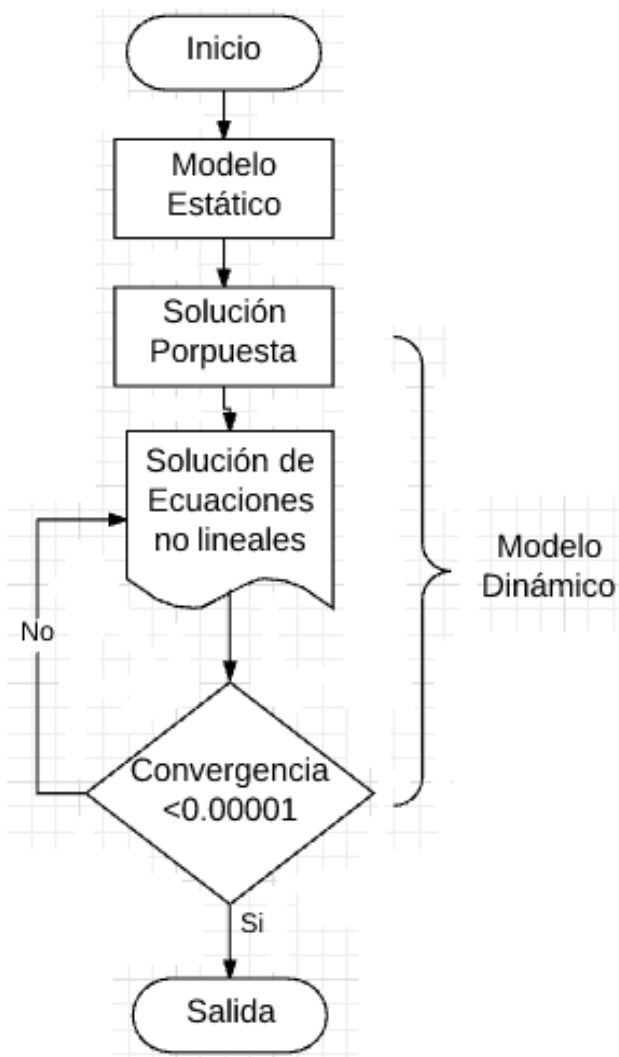 Inicio
Modelo
Estático
Solución
Porpuesta
Solución de
Ecuaciones
no lineales
Modelo
Dinámico
No
Convergencia
<0.00001
Si
Salida